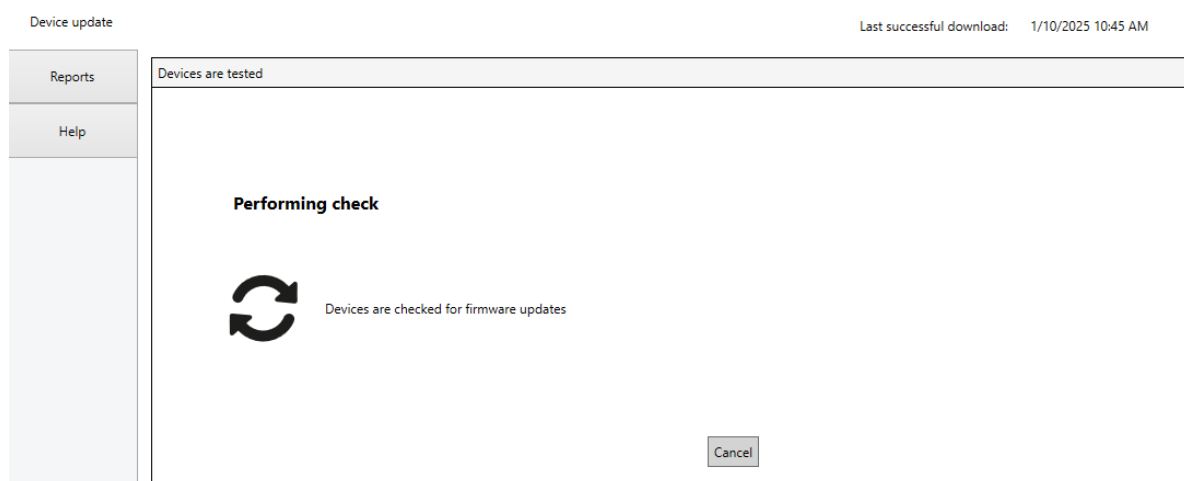 Device update
Last successful download: 1/10/2025 10:45 AM
Reports
Devices are tested
Help
Performing check
Devices are checked for firmware updates
Cancel